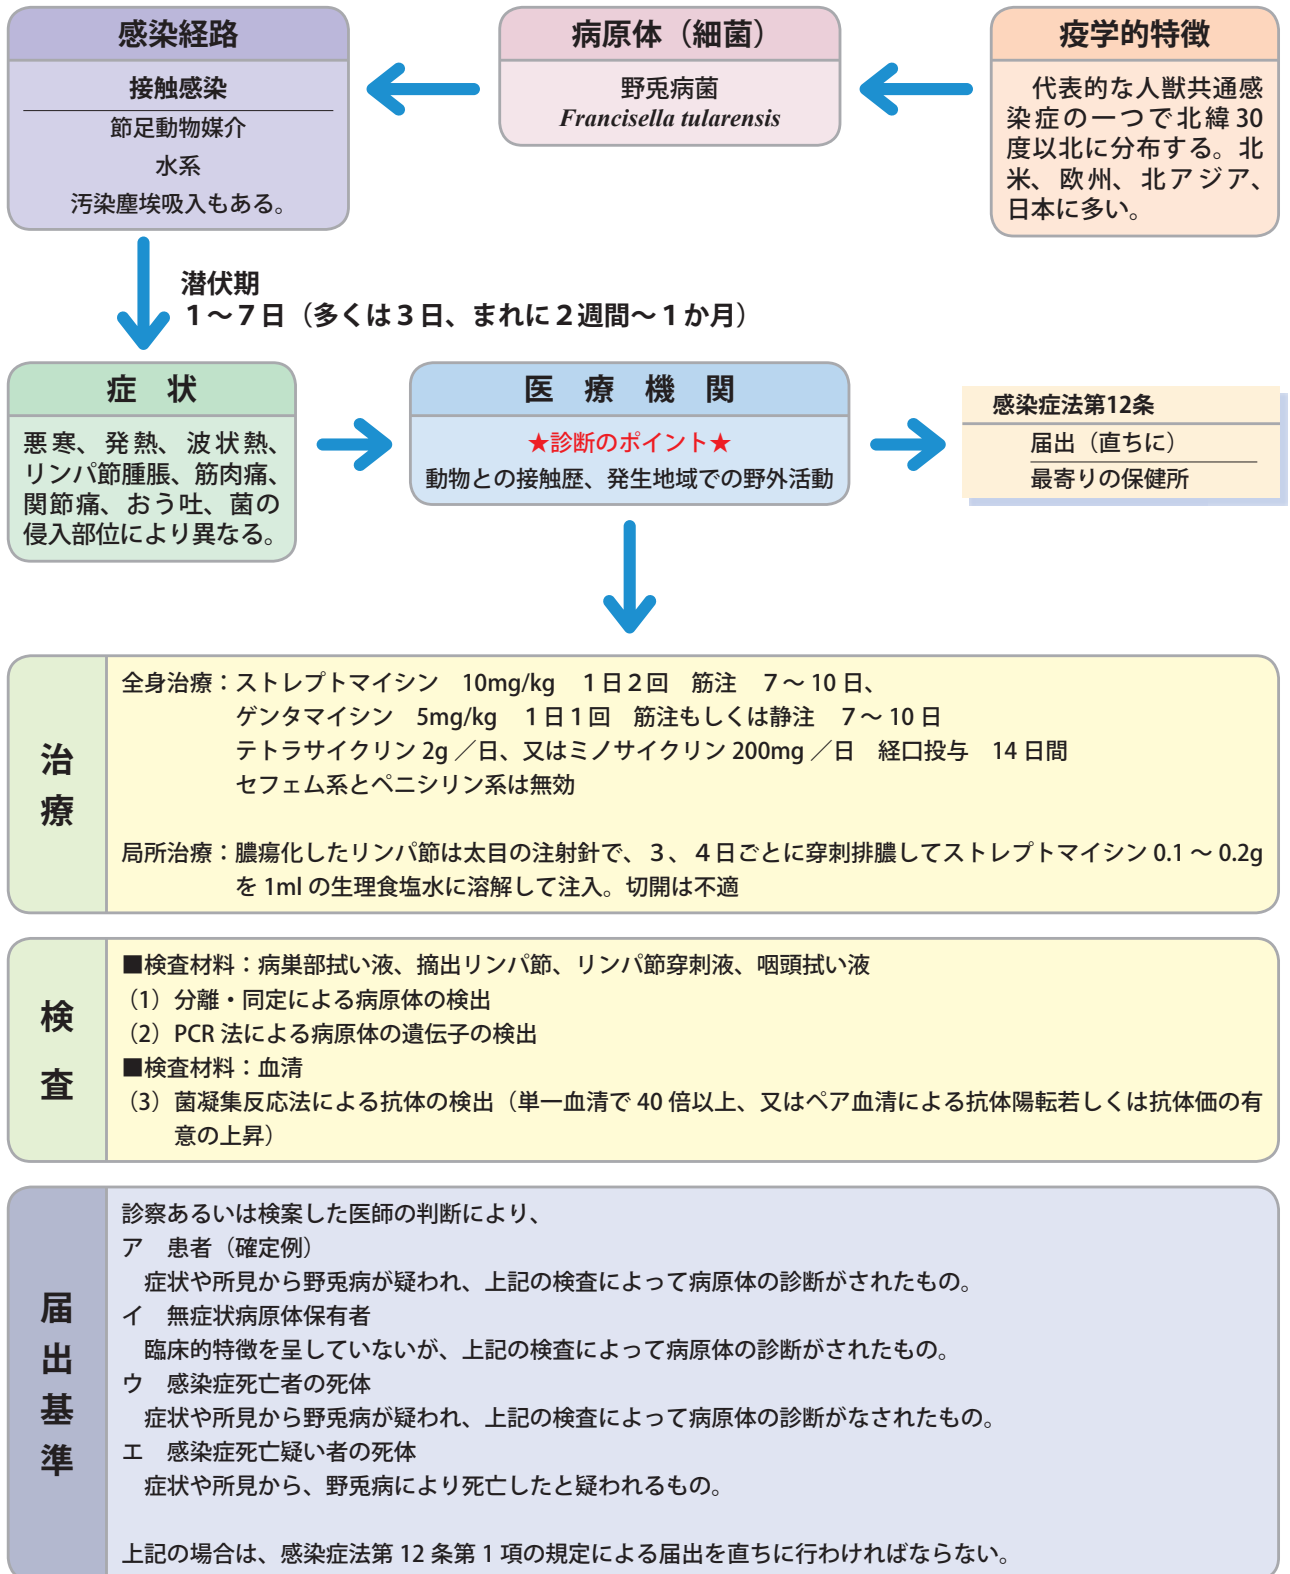 感染経路
接触感染
節足動物媒介
水系
汚染塵埃吸入もある。
病原体（細菌）
野兎病菌
Francisella tularensis
疫学的特徴
代表的な人獣共通感
染症の一つで北緯 30
度以北に分布する。北
米、欧州、北アジア、
日本に多い。
潜伏期
１～７日（多くは３日、まれに２週間～１か月）
症　状
悪寒、発熱、波状熱、
リンパ節腫脹、筋肉痛、
関節痛、おう吐、菌の
侵入部位により異なる。
医　療　機　関
★診断のポイント★
動物との接触歴、発生地域での野外活動
感染症法第12条
届出（直ちに）
最寄りの保健所
治療
全身治療：ストレプトマイシン　10mg/kg　１日２回　筋注　７～ 10 日、
ゲンタマイシン　5mg/kg　１日１回　筋注もしくは静注　７～ 10 日
テトラサイクリン 2g ／日、又はミノサイクリン 200mg ／日　経口投与　14 日間
セフェム系とペニシリン系は無効
局所治療：膿瘍化したリンパ節は太目の注射針で、３、４日ごとに穿刺排膿してストレプトマイシン 0.1 ～ 0.2g
を 1ml の生理食塩水に溶解して注入。切開は不適
検査
■検査材料：病巣部拭い液、摘出リンパ節、リンパ節穿刺液、咽頭拭い液
（1）分離・同定による病原体の検出
（2）PCR 法による病原体の遺伝子の検出
■検査材料：血清
（3）菌凝集反応法による抗体の検出（単一血清で 40 倍以上、又はペア血清による抗体陽転若しくは抗体価の有
意の上昇）
届出基準
診察あるいは検案した医師の判断により、
ア　患者（確定例）
症状や所見から野兎病が疑われ、上記の検査によって病原体の診断がされたもの。
イ　無症状病原体保有者
臨床的特徴を呈していないが、上記の検査によって病原体の診断がされたもの。
ウ　感染症死亡者の死体
症状や所見から野兎病が疑われ、上記の検査によって病原体の診断がなされたもの。
エ　感染症死亡疑い者の死体
症状や所見から、野兎病により死亡したと疑われるもの。
上記の場合は、感染症法第 12 条第 1 項の規定による届出を直ちに行わければならない。